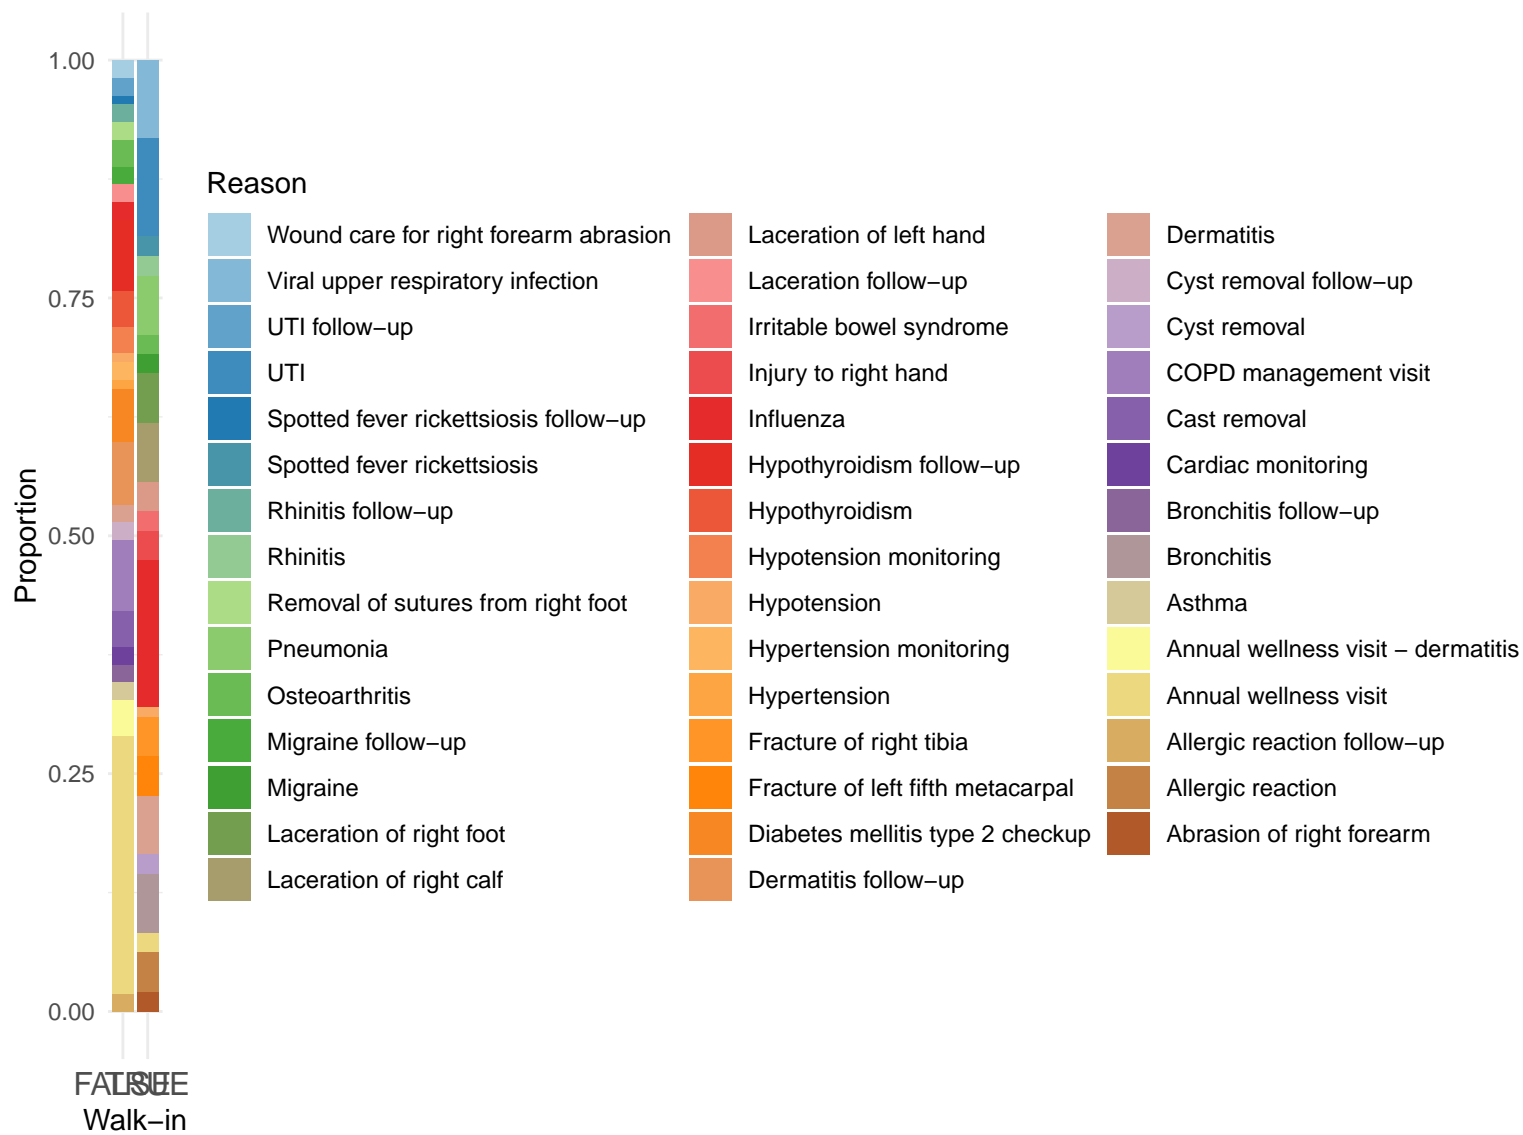 1.00
0.75
0.50
0.25
0.00
Proportion
FALSE
TRUE
Walk−in
Reason
Wound care for right forearm abrasion
Viral upper respiratory infection
UTI follow−up
UTI
Spotted fever rickettsiosis follow−up
Spotted fever rickettsiosis
Rhinitis follow−up
Rhinitis
Removal of sutures from right foot
Pneumonia
Osteoarthritis
Migraine follow−up
Migraine
Laceration of right foot
Laceration of right calf
Laceration of left hand
Laceration follow−up
Irritable bowel syndrome
Injury to right hand
Influenza
Hypothyroidism follow−up
Hypothyroidism
Hypotension monitoring
Hypotension
Hypertension monitoring
Hypertension
Fracture of right tibia
Fracture of left fifth metacarpal
Diabetes mellitis type 2 checkup
Dermatitis follow−up
Dermatitis
Cyst removal follow−up
Cyst removal
COPD management visit
Cast removal
Cardiac monitoring
Bronchitis follow−up
Bronchitis
Asthma
Annual wellness visit − dermatitis
Annual wellness visit
Allergic reaction follow−up
Allergic reaction
Abrasion of right forearm